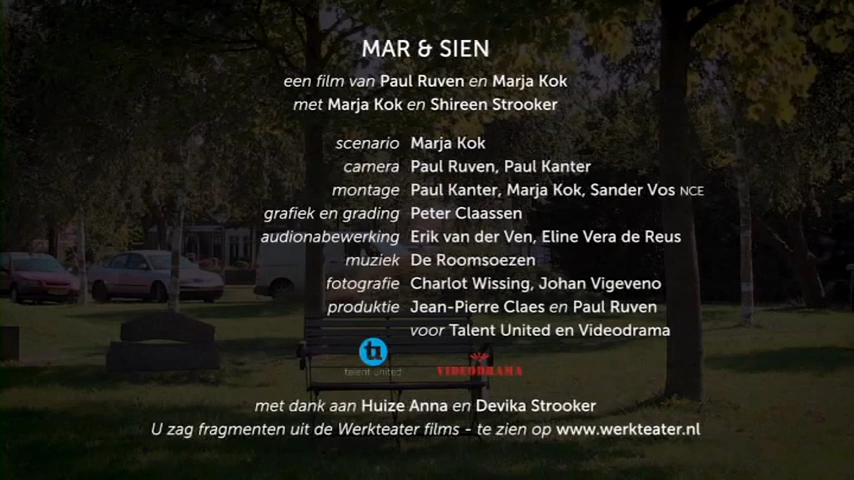 MAR & SIEN
een film van Paul Ruven en Marja Kok
met Marja Kok en Shireen Strooker
scenario Marja Kok
camera Paul Ruven, Paul Kanter
montage Paul Kanter, Marja Kok, Sander Vos NCE
grafiek en grading Peter Claassen
audionabewerking Erik van der Ven, Eline Vera de Reus
muziek De Roomsoezen
fotografie Charlot Wissing, Johan Vigeveno
produktie Jean-Pierre Claes en Paul Ruven
voor Talent United en Videodrama
tu
talent united VIDEODRAMA
met dank aan Huize Anna en Devika Strooker
U zag fragmenten uit de Werkteater films - te zien op www.werkteater.nl